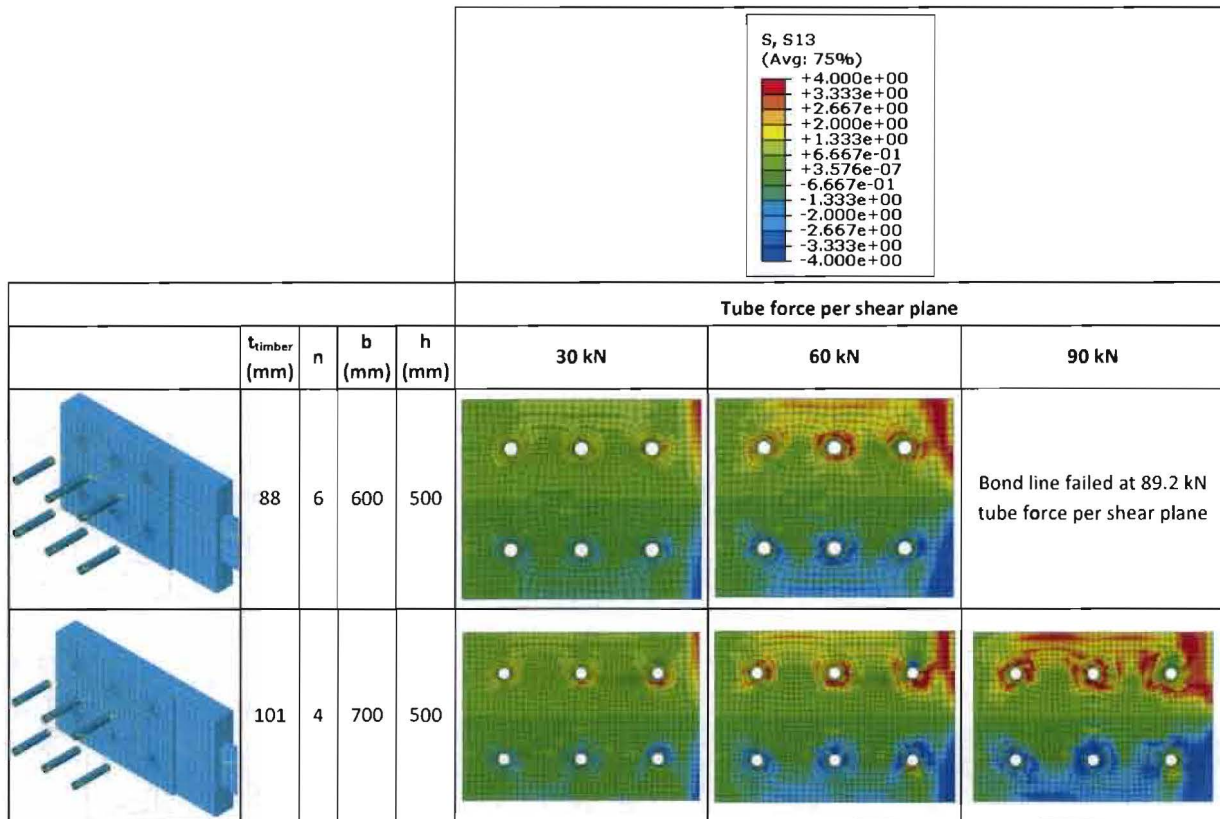 S, S13
(Avg: 75%)
+4.000e+00
+3.333e+00
+2.667e+00
+2.000e+00
+1.333e+00
+6.667e-01
+3.576e-07
-6.667e-01
-1.333e+00
-2.000e+00
-2.667e+00
-3.333e+00
-4.000e+00
Tube force per shear plane
t_timber (mm) n b (mm) h (mm) 30 kN 60 kN 90 kN
88 6 600 500
Bond line failed at 89.2 kN
tube force per shear plane
101 4 700 500